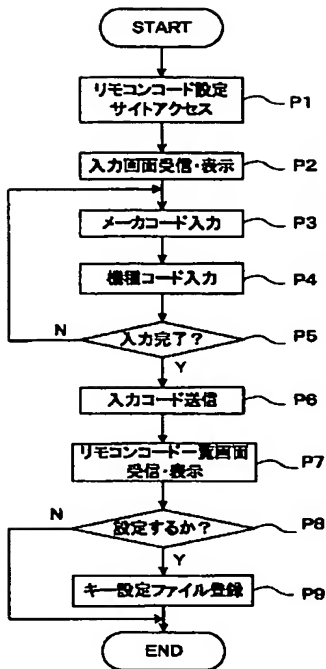 START
リモコンコード設定
サイトアクセス
P1
入力画面受信・表示
P2
メーカコード入力
P3
機種コード入力
P4
N
入力完了?
P5
Y
入力コード送信
P6
リモコンコード一覧画面
受信・表示
P7
N
設定するか?
P8
Y
キー設定ファイル登録
P9
END